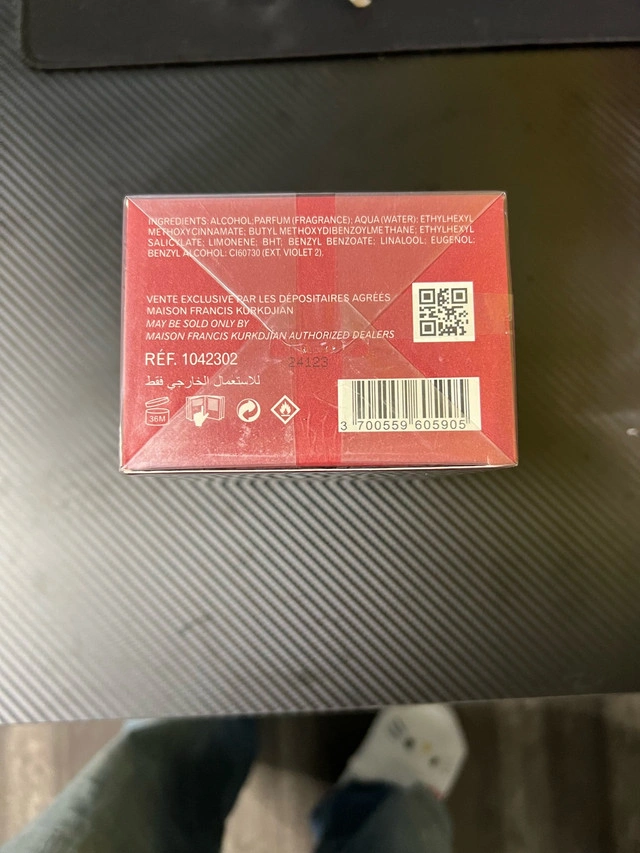 INGREDIENTS: ALCOHOL; PARFUM (FRAGRANCE); AQUA (WATER); ETHYLHEXYL
METHOXYCINNAMATE; BUTYL METHOXYDIBENZOYLMETHANE; ETHYLHEXYL
SALICYLATE; LIMONENE; BHT; BENZYL BENZOATE; LINALOOL; EUGENOL;
BENZYL ALCOHOL; CI60730 (EXT. VIOLET 2).
VENTE EXCLUSIVE PAR LES DÉPOSITAIRES AGRÉÉS
MAISON FRANCIS KURKDJIAN
MAY BE SOLD ONLY BY
MAISON FRANCIS KURKDJIAN AUTHORIZED DEALERS
RÉF. 1042302
24123
للاستعمال الخارجي فقط
36M
3 700559 605905